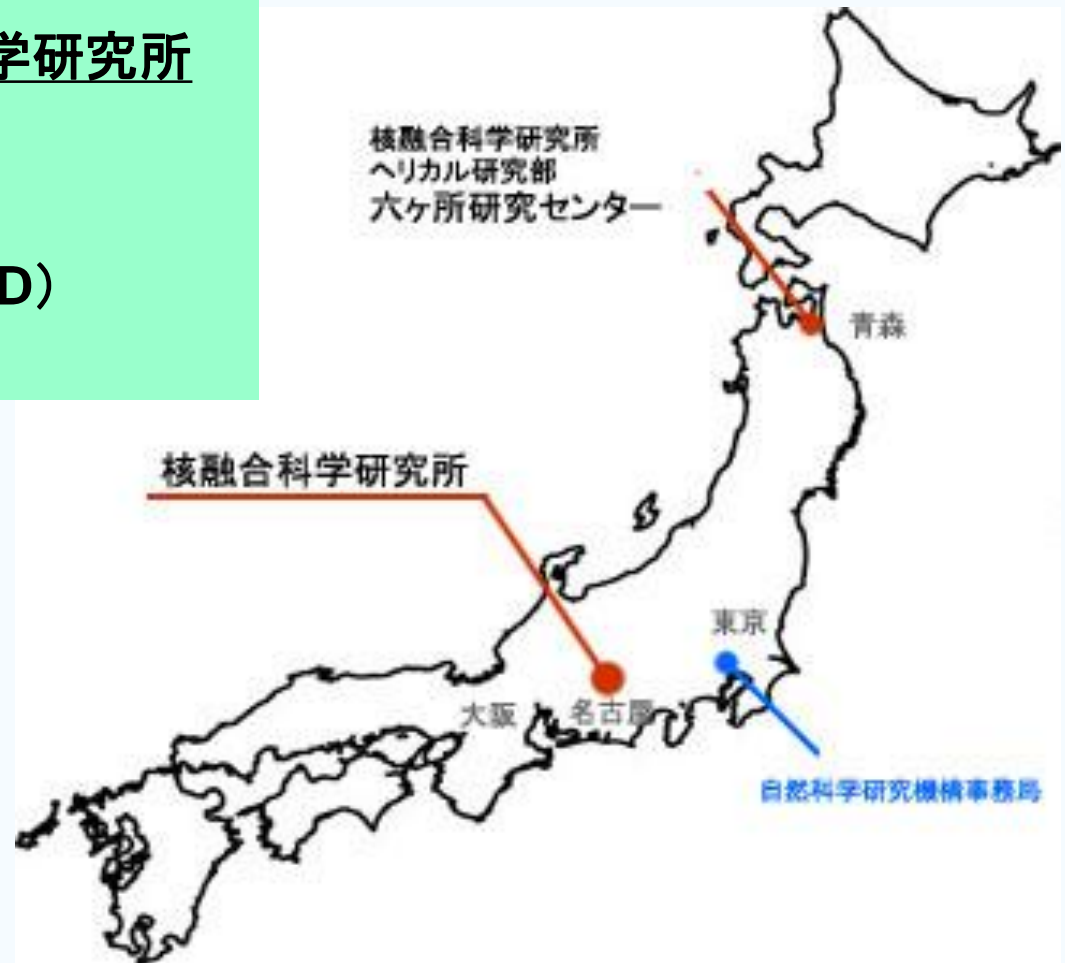 学研究所
D）
核融合科学研究所
ヘリカル研究部
六ヶ所研究センター
青森
核融合科学研究所
東京
大阪
名古屋
自然科学研究機構事務局